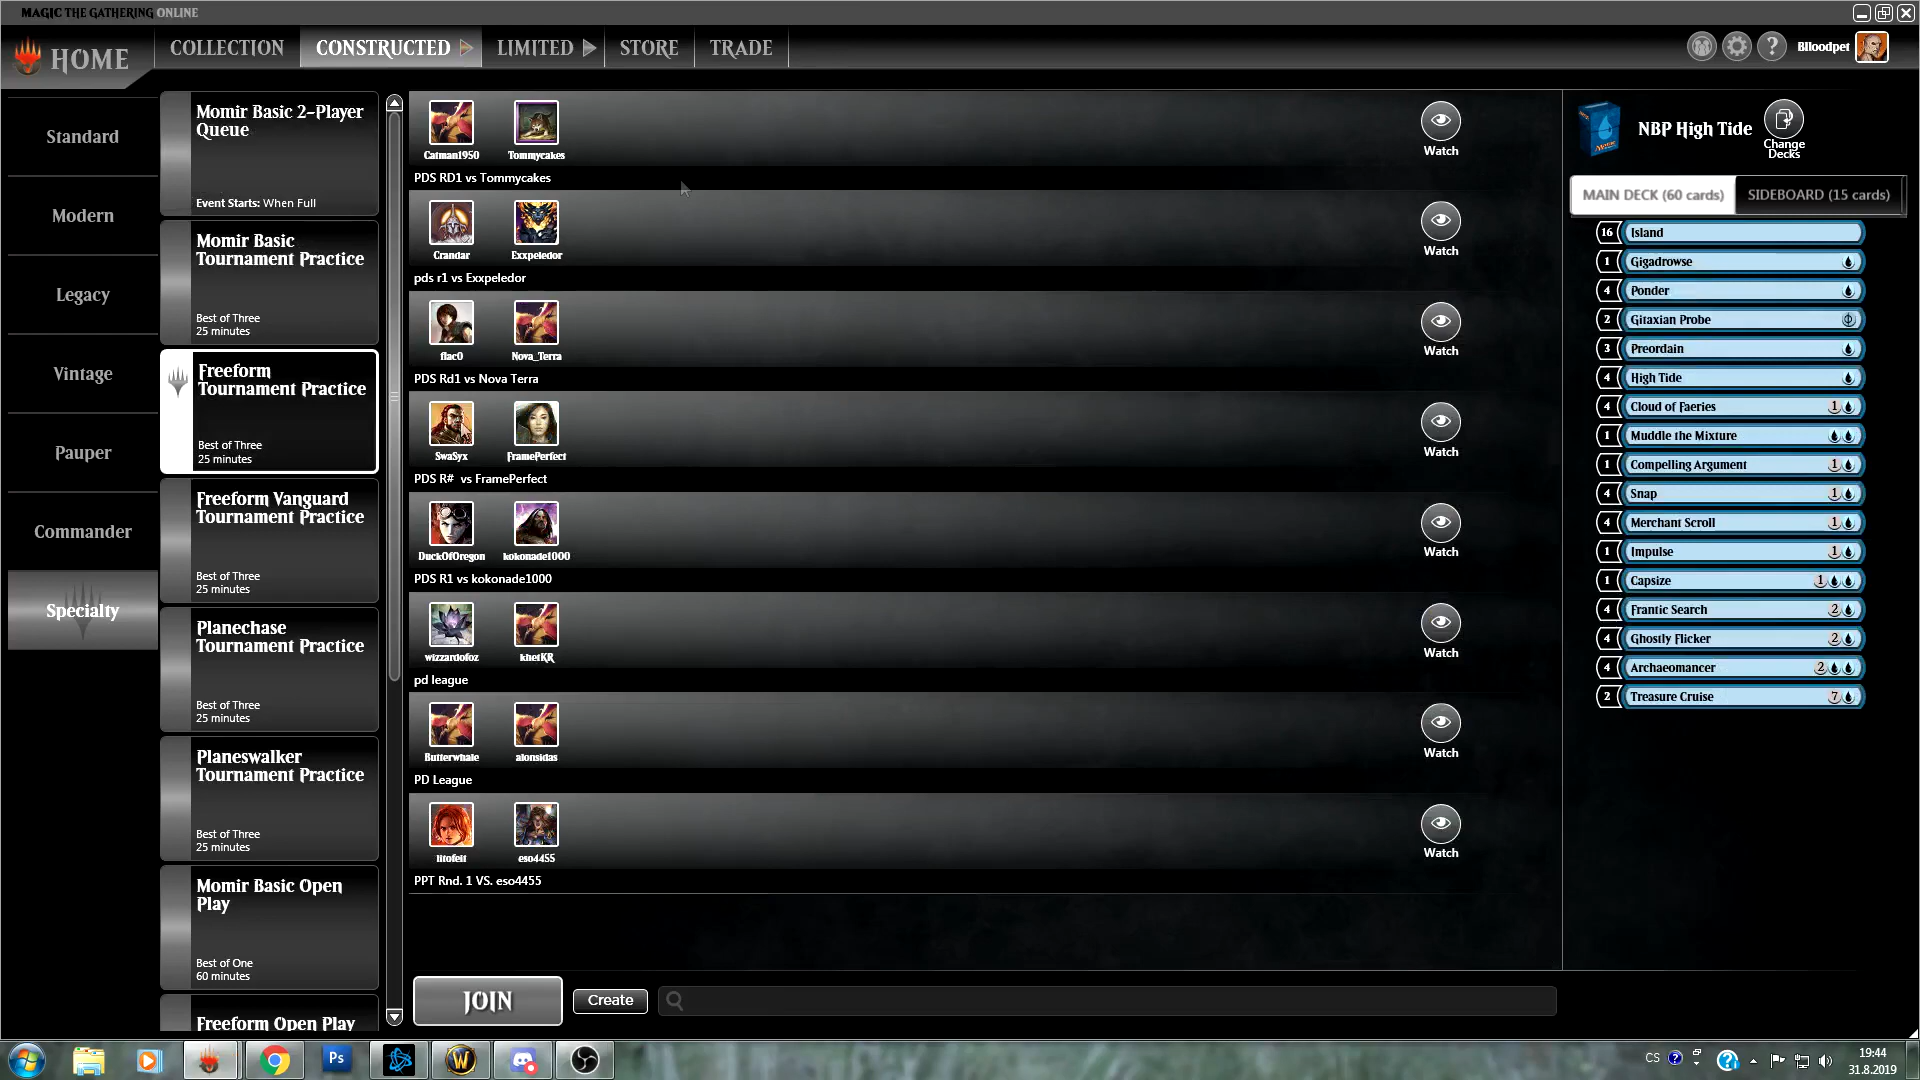 MAGIC THE GATHERING ONLINE
HOME
COLLECTION
CONSTRUCTED
LIMITED
STORE
TRADE
Blloodpet
Standard
Modern
Legacy
Vintage
Pauper
Commander
Specialty
Momir Basic 2-Player
Queue
Event Starts: When Full
Momir Basic
Tournament Practice
Best of Three
25 minutes
Freeform
Tournament Practice
Best of Three
25 minutes
Freeform Vanguard
Tournament Practice
Best of Three
25 minutes
Planechase
Tournament Practice
Best of Three
25 minutes
Planeswalker
Tournament Practice
Best of Three
25 minutes
Momir Basic Open
Play
Best of One
60 minutes
Freeform Open Play
Catman1950 Tommycakes Watch
PDS RD1 vs Tommycakes
Crandar Exxpeledor Watch
pds r1 vs Exxpeledor
flac0 Nova_Terra Watch
PDS Rd1 vs Nova Terra
SwaSyx FramePerfect Watch
PDS R# vs FramePerfect
DuckOfOregon kokonade1000 Watch
PDS R1 vs kokonade1000
wizzardofoz khetKR Watch
pd league
Butterwhale alonsidas Watch
PD League
litofeit eso4455 Watch
PPT Rnd. 1 VS. eso4455
JOIN
Create
NBP High Tide
Change
Decks
MAIN DECK (60 cards)
SIDEBOARD (15 cards)
16 Island
1 Gigadrowse
4 Ponder
2 Gitaxian Probe
3 Preordain
4 High Tide
4 Cloud of Faeries 1
1 Muddle the Mixture
1 Compelling Argument 1
4 Snap 1
4 Merchant Scroll 1
1 Impulse 1
1 Capsize 1
4 Frantic Search 2
4 Ghostly Flicker 2
4 Archaeomancer 2
2 Treasure Cruise 7
Ps
CS
19:44
31.8.2019